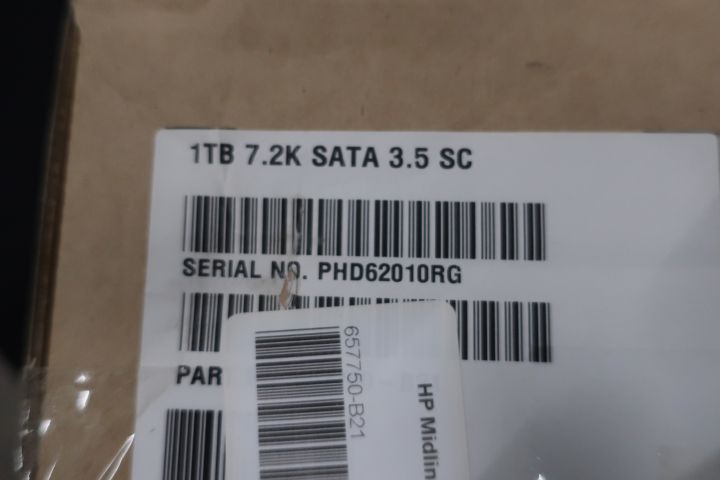 1TB 7.2K SATA 3.5 SC
SERIAL NO. PHD62010RG
PAR
657750-B21
HP Midlin